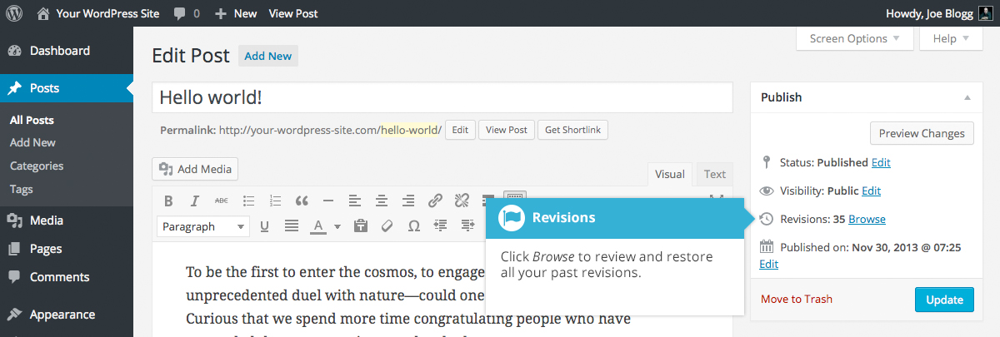 Your WordPress Site 0 New View Post Howdy, Joe Blogg
Dashboard
Posts
All Posts
Add New
Categories
Tags
Media
Pages
Comments
Appearance
Screen Options Help
Edit Post Add New
Hello world!
Permalink: http://your-wordpress-site.com/hello-world/ Edit View Post Get Shortlink
Add Media
Visual Text
B I ABC
Paragraph U A Ω
To be the first to enter the cosmos, to engage
unprecedented duel with nature—could one
Curious that we spend more time congratulating people who have
Revisions
Click Browse to review and restore
all your past revisions.
Publish
Preview Changes
Status: Published Edit
Visibility: Public Edit
Revisions: 35 Browse
Published on: Nov 30, 2013 @ 07:25
Edit
Move to Trash Update